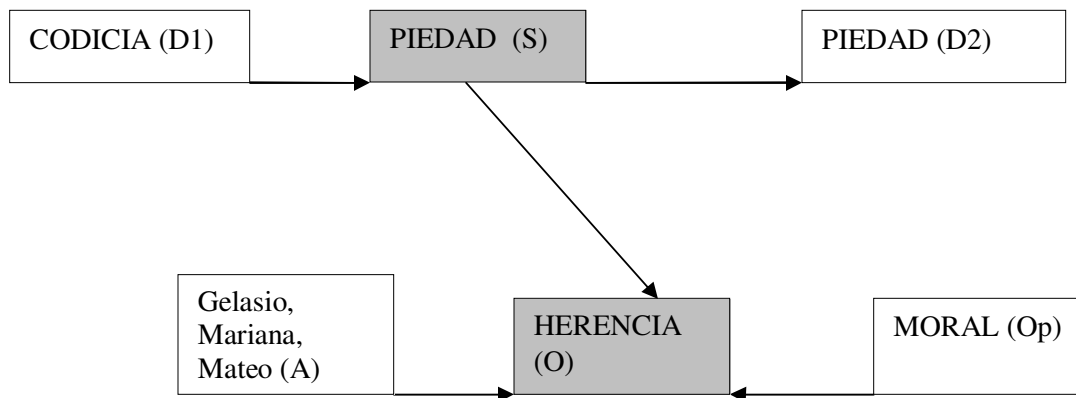 CODICIA (D1)
PIEDAD (S)
PIEDAD (D2)
Gelasio,
Mariana,
Mateo (A)
HERENCIA
(O)
MORAL (Op)